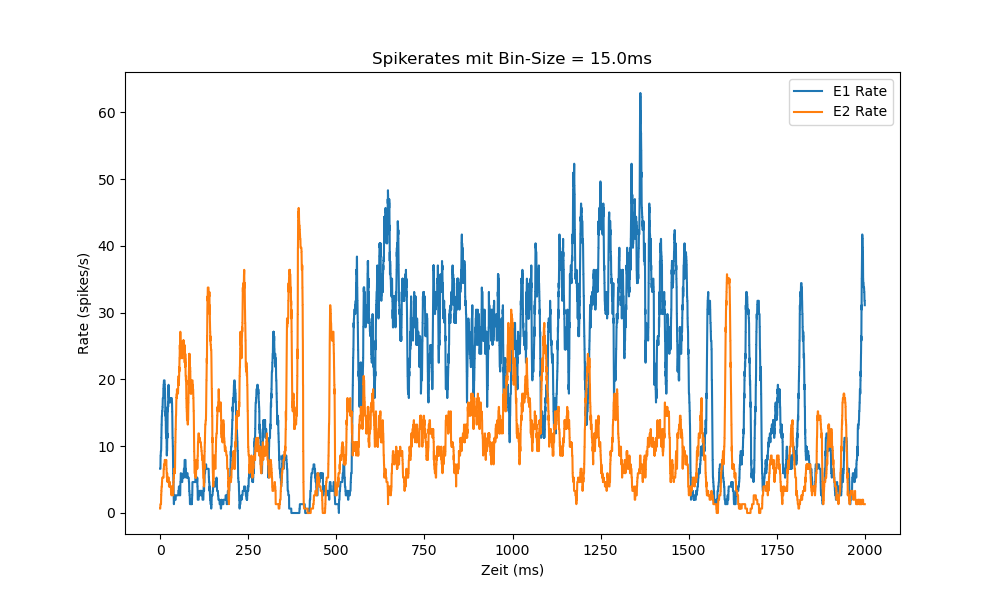 Spikerates mit Bin-Size = 15.0ms
E1 Rate
E2 Rate
60
50
40
30
20
10
0
Rate (spikes/s)
0 250 500 750 1000 1250 1500 1750 2000
Zeit (ms)